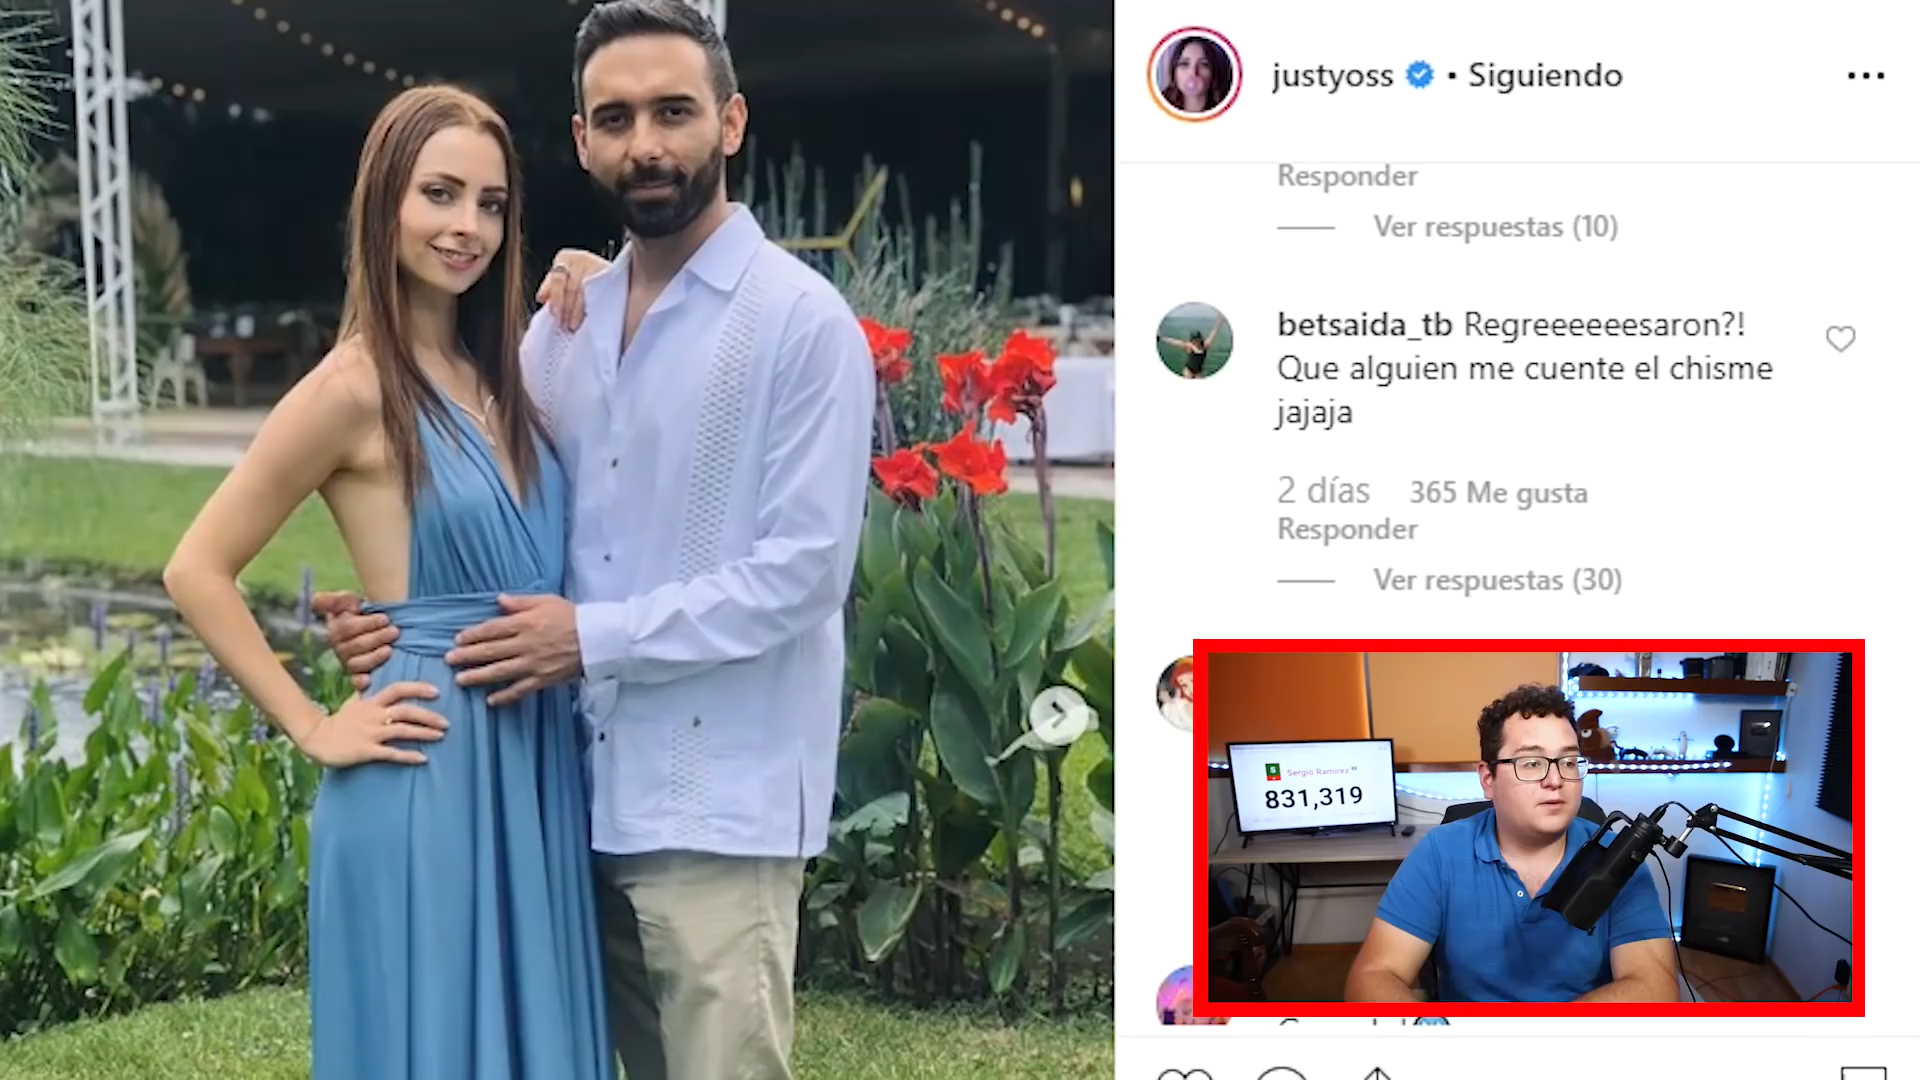 justyoss • Siguiendo
Responder
Ver respuestas (10)
betsaida_tb Regreeeeeesaron?!
Que alguien me cuente el chisme
jajaja
2 días 365 Me gusta
Responder
Ver respuestas (30)
Sergio Ramirez
831,319